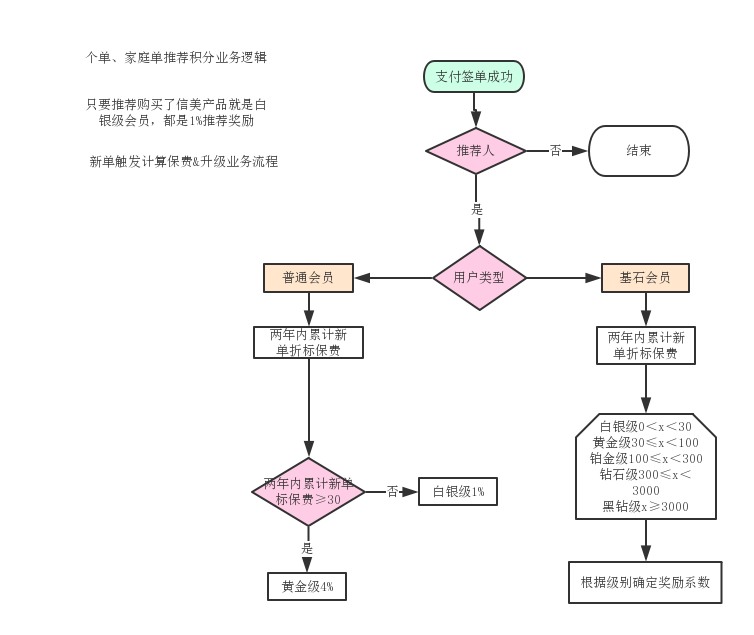 个单、家庭单推荐积分业务逻辑
只要推荐购买了信美产品就是白
银级会员，都是1%推荐奖励
新单触发计算保费&升级业务流程
支付签单成功
推荐人
否
结束
是
用户类型
普通会员
基石会员
两年内累计新
单折标保费
两年内累计新
单折标保费
白银级0＜x＜30
黄金级30≤x＜100
铂金级100≤x＜300
钻石级300≤x＜
3000
黑钻级x≥3000
两年内累计新单
标保费≥30
否
白银级1%
是
黄金级4%
根据级别确定奖励系数